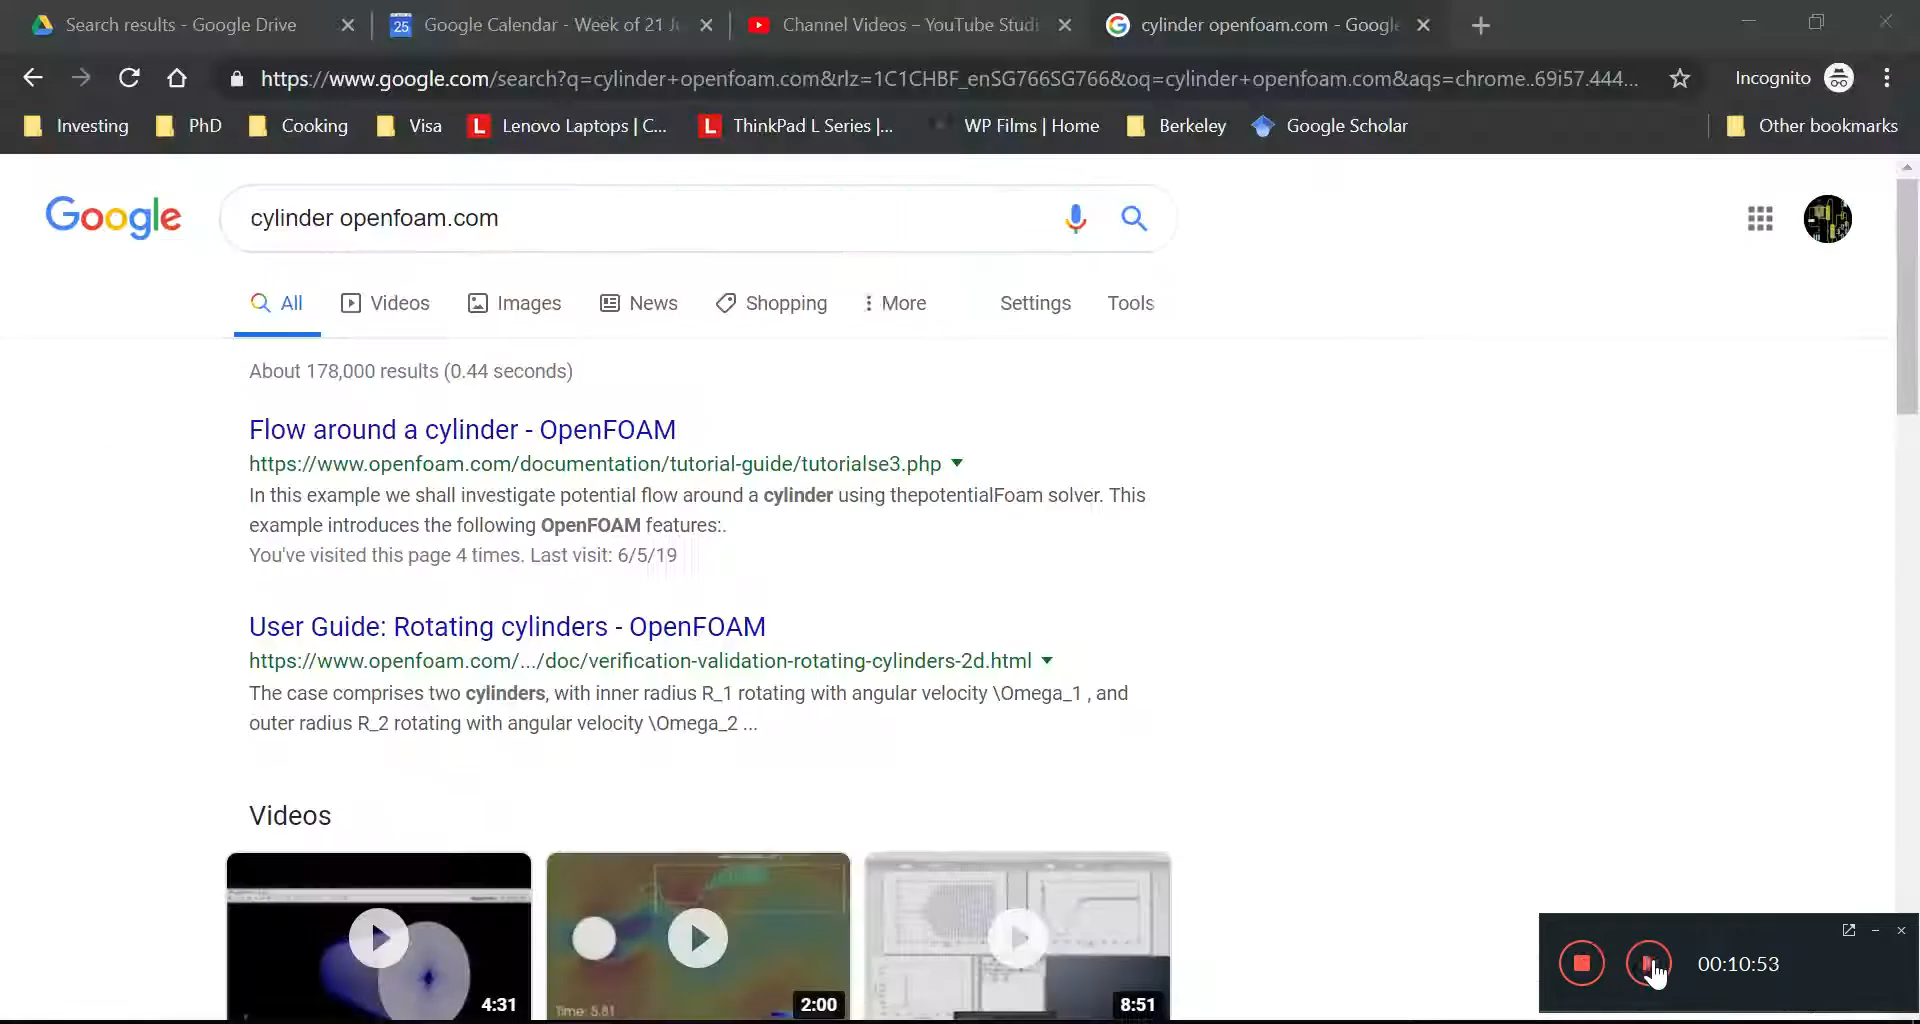 Search results - Google Drive
25
Google Calendar - Week of 21 J
Channel Videos – YouTube Studi
cylinder openfoam.com - Google
https://www.google.com/search?q=cylinder+openfoam.com&rlz=1C1CHBF_enSG766SG766&oq=cylinder+openfoam.com&aqs=chrome..69i57.444...
Incognito
Investing
PhD
Cooking
Visa
L
Lenovo Laptops | C...
L
ThinkPad L Series |...
WP Films | Home
Berkeley
Google Scholar
Other bookmarks
Google
cylinder openfoam.com
All
Videos
Images
News
Shopping
More
Settings
Tools
About 178,000 results (0.44 seconds)
Flow around a cylinder - OpenFOAM
https://www.openfoam.com/documentation/tutorial-guide/tutorialse3.php
In this example we shall investigate potential flow around a cylinder using thepotentialFoam solver. This
example introduces the following OpenFOAM features:.
You've visited this page 4 times. Last visit: 6/5/19
User Guide: Rotating cylinders - OpenFOAM
https://www.openfoam.com/.../doc/verification-validation-rotating-cylinders-2d.html
The case comprises two cylinders, with inner radius R_1 rotating with angular velocity \Omega_1 , and
outer radius R_2 rotating with angular velocity \Omega_2 ...
Videos
4:31
Time: 5.81
2:00
8:51
00:10:53